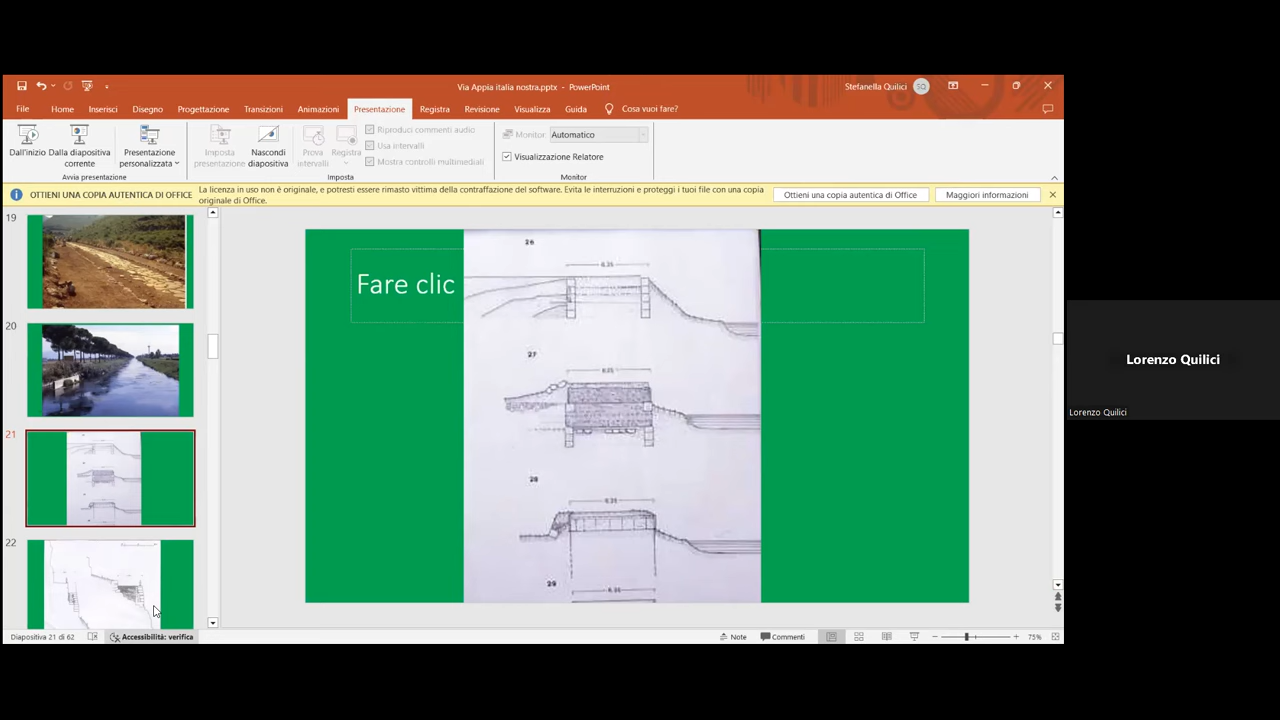 Via Appia italia nostra.pptx - PowerPoint
Stefanella Quilici SQ
File Home Inserisci Disegno Progettazione Transizioni Animazioni Presentazione Registra Revisione Visualizza Guida Cosa vuoi fare?
Dall'inizio
Dalla diapositiva corrente
Presentazione personalizzata
Avvia presentazione
Imposta presentazione
Nascondi diapositiva
Prova intervalli
Registra
Riproduci commenti audio
Usa intervalli
Mostra controlli multimediali
Imposta
Monitor: Automatico
Visualizzazione Relatore
Monitor
OTTIENI UNA COPIA AUTENTICA DI OFFICE
La licenza in uso non è originale, e potresti essere rimasto vittima della contraffazione del software. Evita le interruzioni e proteggi i tuoi file con una copia
originale di Office.
Ottieni una copia autentica di Office
Maggiori informazioni
19
20
21
22
Fare clic
26
6.35
27
28
29
Lorenzo Quilici
Lorenzo Quilici
Diapositiva 21 di 62
Accessibilità: verifica
Note
Commenti
75%